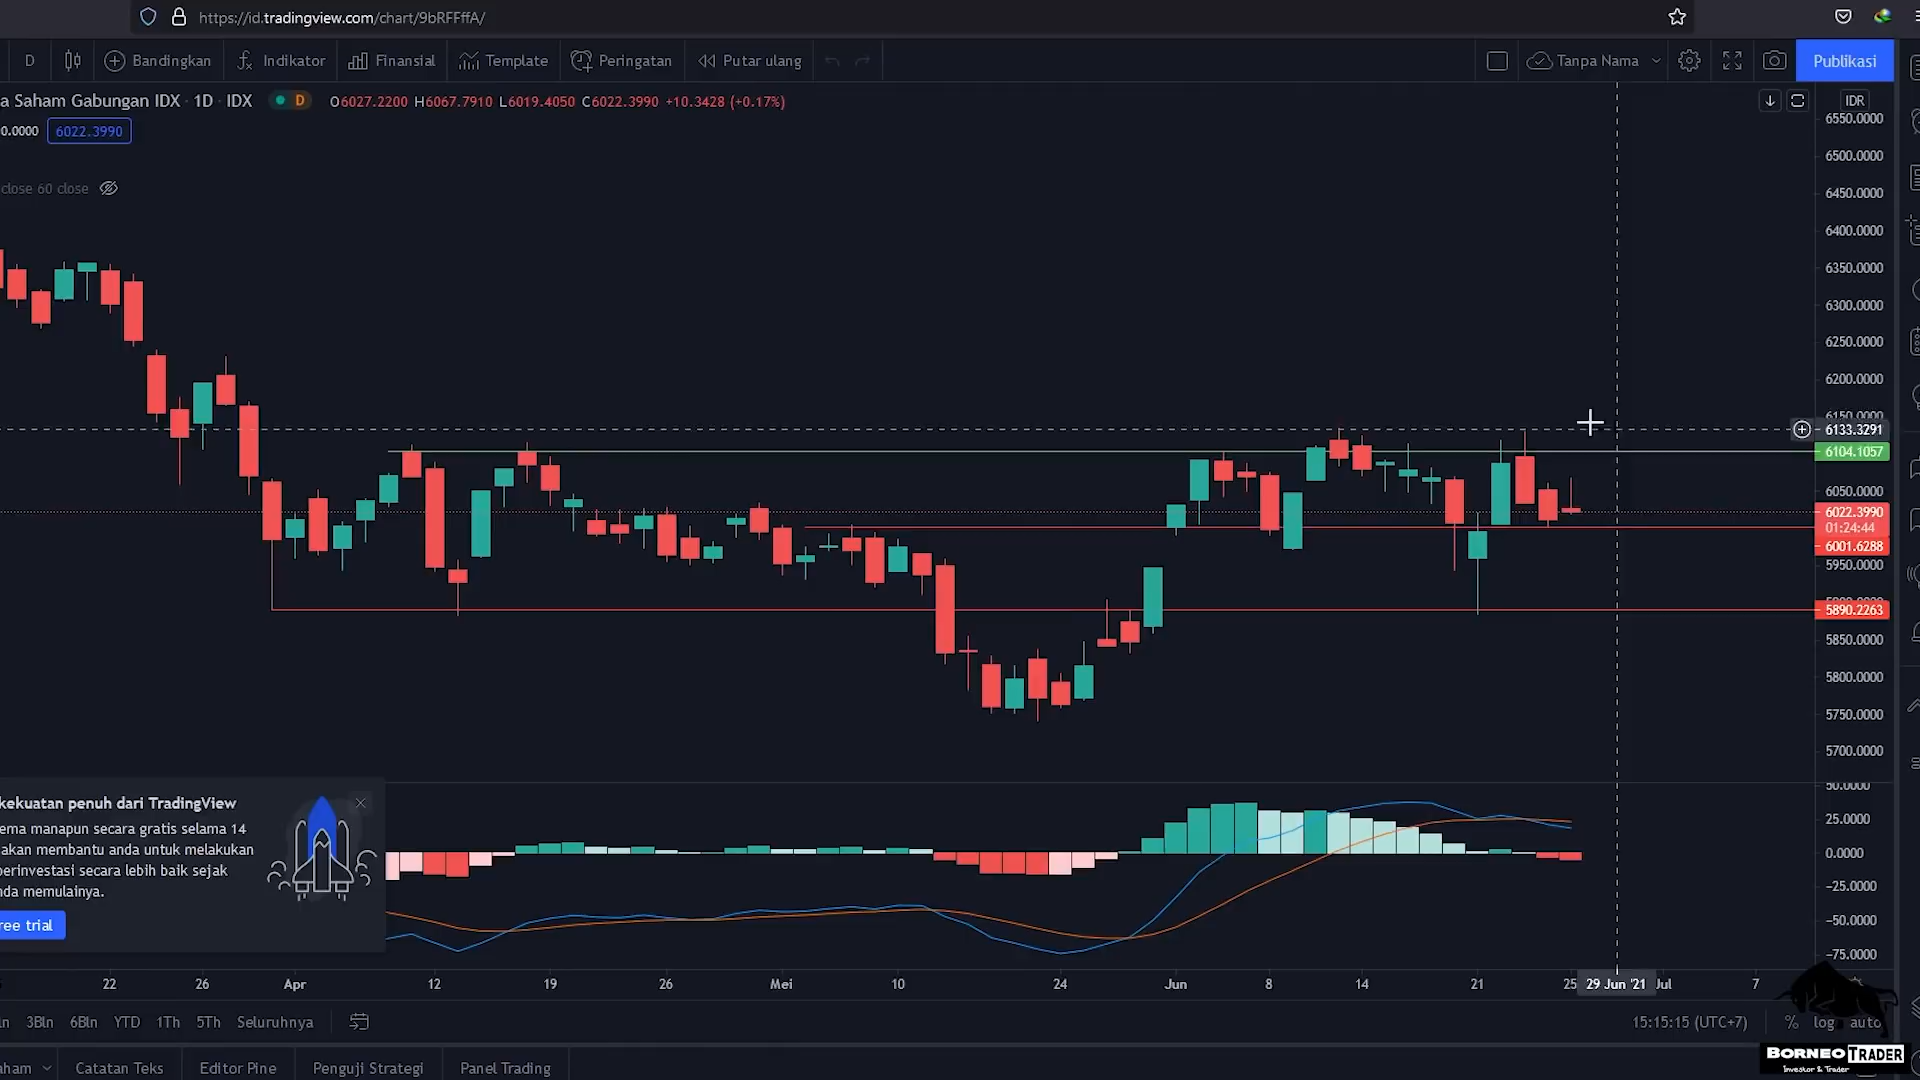 https://id.tradingview.com/chart/9bRFFffA/
D Bandingkan Indikator Finansial Template Peringatan Putar ulang Tanpa Nama Publikasi
a Saham Gabungan IDX · 1D · IDX D O6027.2200 H6067.7910 L6019.4050 C6022.3990 +10.3428 (+0.17%)
IDR
0.0000 6022.3990
close 60 close
6550.0000
6500.0000
6450.0000
6400.0000
6350.0000
6300.0000
6250.0000
6200.0000
6150.0000
6133.3291
6104.1057
6050.0000
6022.3990
01:24:44
6001.6288
5950.0000
5890.2263
5850.0000
5800.0000
5750.0000
5700.0000
50.0000
25.0000
0.0000
-25.0000
-50.0000
-75.0000
kekuatan penuh dari TradingView
ema manapun secara gratis selama 14
akan membantu anda untuk melakukan
berinvestasi secara lebih baik sejak
nda memulainya.
ree trial
22 26 Apr 12 19 26 Mei 10 24 Jun 8 14 21 25 29 Jun '21 Jul 7
ln 3Bln 6Bln YTD 1Th 5Th Seluruhnya 15:15:15 (UTC+7) % log auto
aham Catatan Teks Editor Pine Penguji Strategi Panel Trading
BORNEO TRADER
Investor & Trader